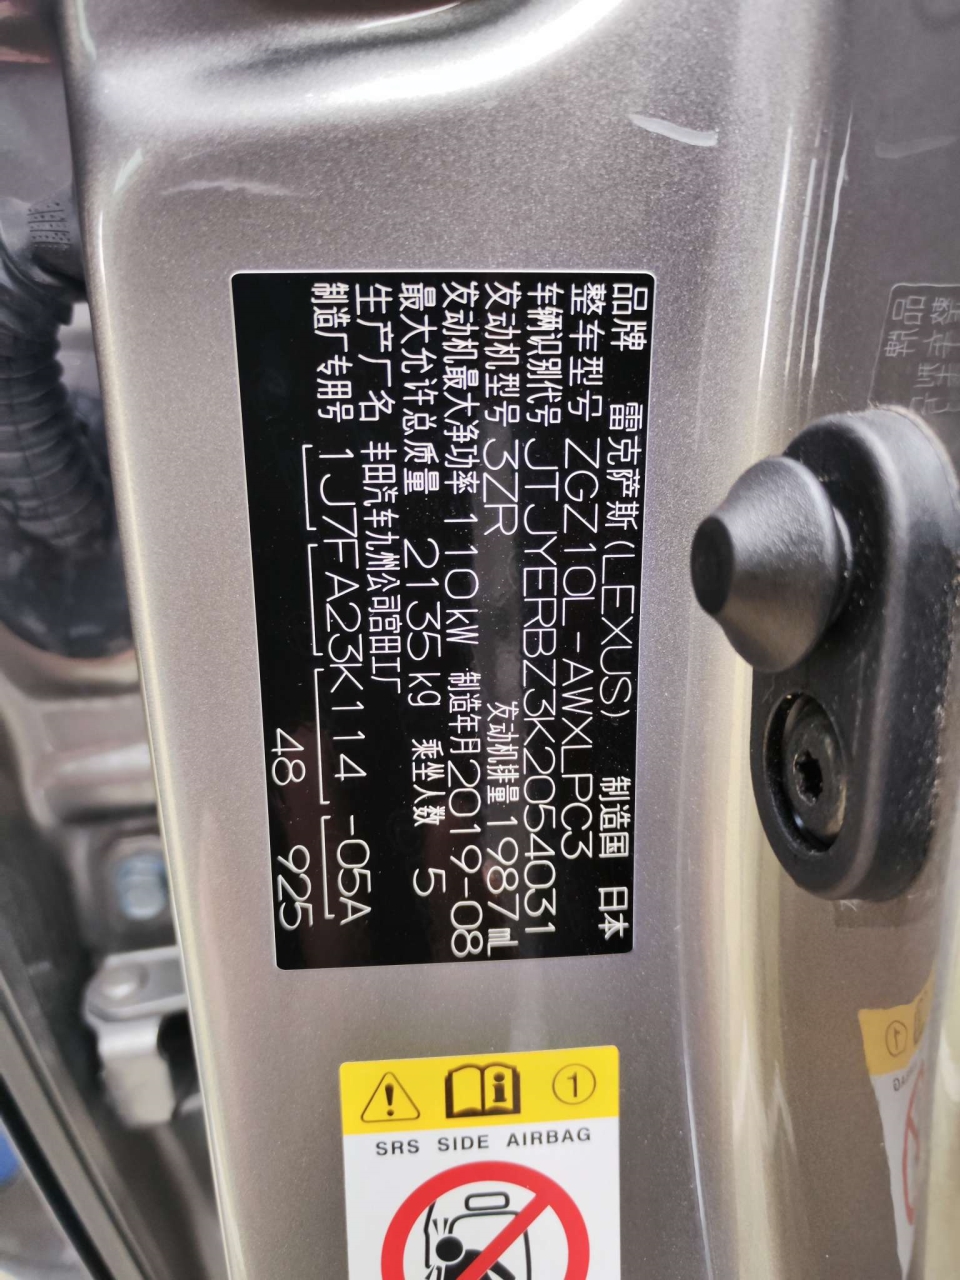 品牌 雷克萨斯(LEXUS) 制造国 日本
整车型号 ZGZ10L-AWXLPC3
车辆识别代号 JTJYERBZ3K2054031
发动机型号 3ZR 发动机排量 1987ml
发动机最大净功率 110kW 制造年月 2019-08
最大允许总质量 2135kg 乘坐人数 5
生产厂名 丰田汽车九州公司宫田工厂
制造厂专用号 1J7FA23K114-05A
48 925
①
SRS SIDE AIRBAG